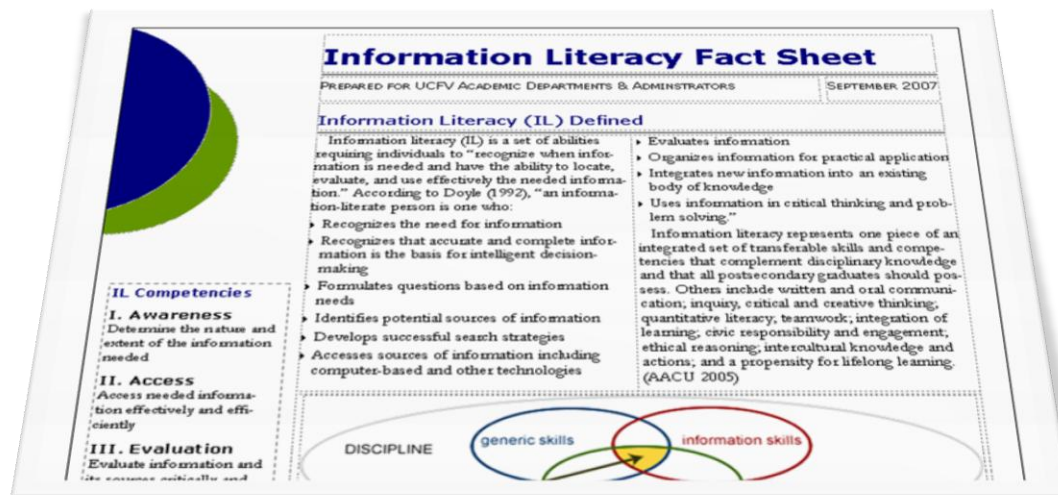 Information Literacy Fact Sheet
PREPARED FOR UCFV ACADEMIC DEPARTMENTS & ADMINSTRATORS
SEPTEMBER 2007
Information Literacy (IL) Defined
Information literacy (IL) is a set of abilities
requiring individuals to “recognize when infor-
mation is needed and have the ability to locate,
evaluate, and use effectively the needed informa-
tion.” According to Doyle (1992), “an informa-
tion-literate person is one who:
▸ Recognizes the need for information
▸ Recognizes that accurate and complete infor-
mation is the basis for intelligent decision-
making
▸ Formulates questions based on information
needs
▸ Identifies potential sources of information
▸ Develops successful search strategies
▸ Accesses sources of information including
computer-based and other technologies
▸ Evaluates information
▸ Organizes information for practical application
▸ Integrates new information into an existing
body of knowledge
▸ Uses information in critical thinking and prob-
lem solving.”
Information literacy represents one piece of an
integrated set of transferable skills and compe-
tencies that complement disciplinary knowledge
and that all postsecondary graduates should pos-
sess. Others include written and oral communi-
cation; inquiry, critical and creative thinking;
quantitative literacy; teamwork; integration of
learning; civic responsibility and engagement;
ethical reasoning; intercultural knowledge and
actions; and a propensity for lifelong learning.
(AACU 2005)
IL Competencies
I. Awareness
Determine the nature and
extent of the information
needed
II. Access
Access needed informa-
tion effectively and effi-
ciently
III. Evaluation
Evaluate information and
its sources critically and
DISCIPLINE
generic skills
information skills